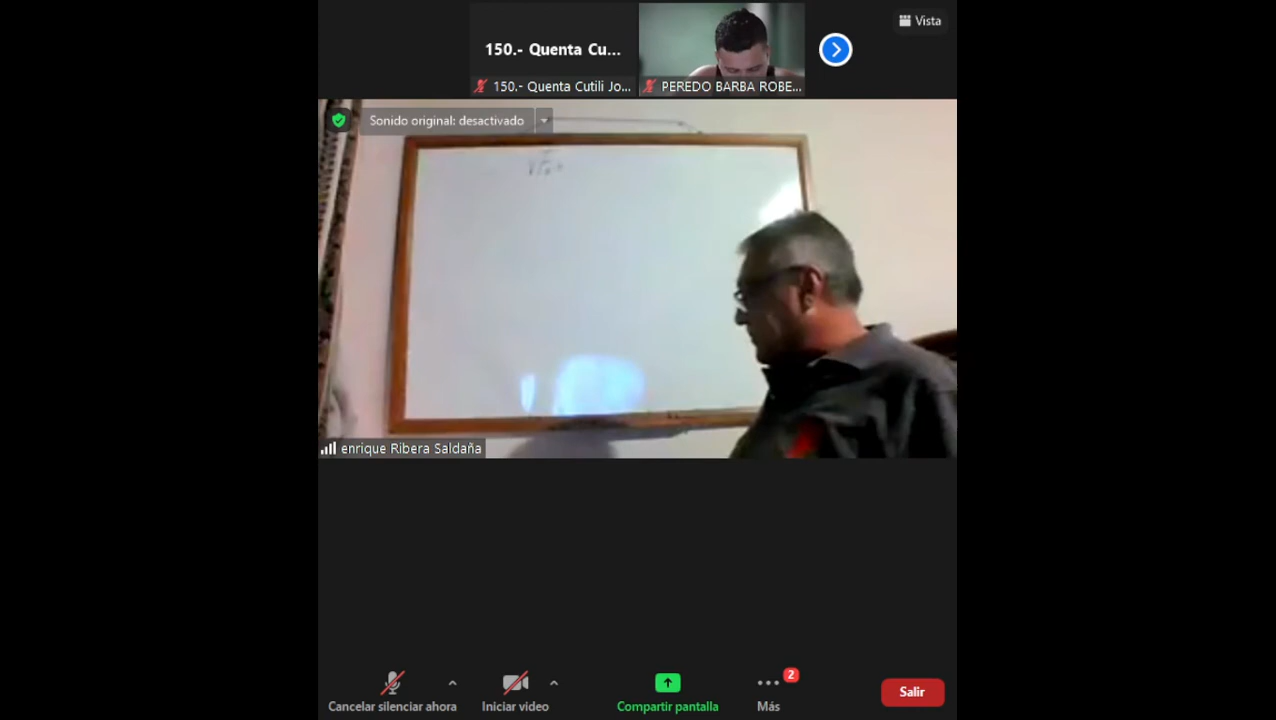 150.- Quenta Cu...
150.- Quenta Cutili Jo...
PEREDO BARBA ROBE...
Vista
Sonido original: desactivado
enrique Ribera Saldaña
Cancelar silenciar ahora
Iniciar video
Compartir pantalla
2
Más
Salir